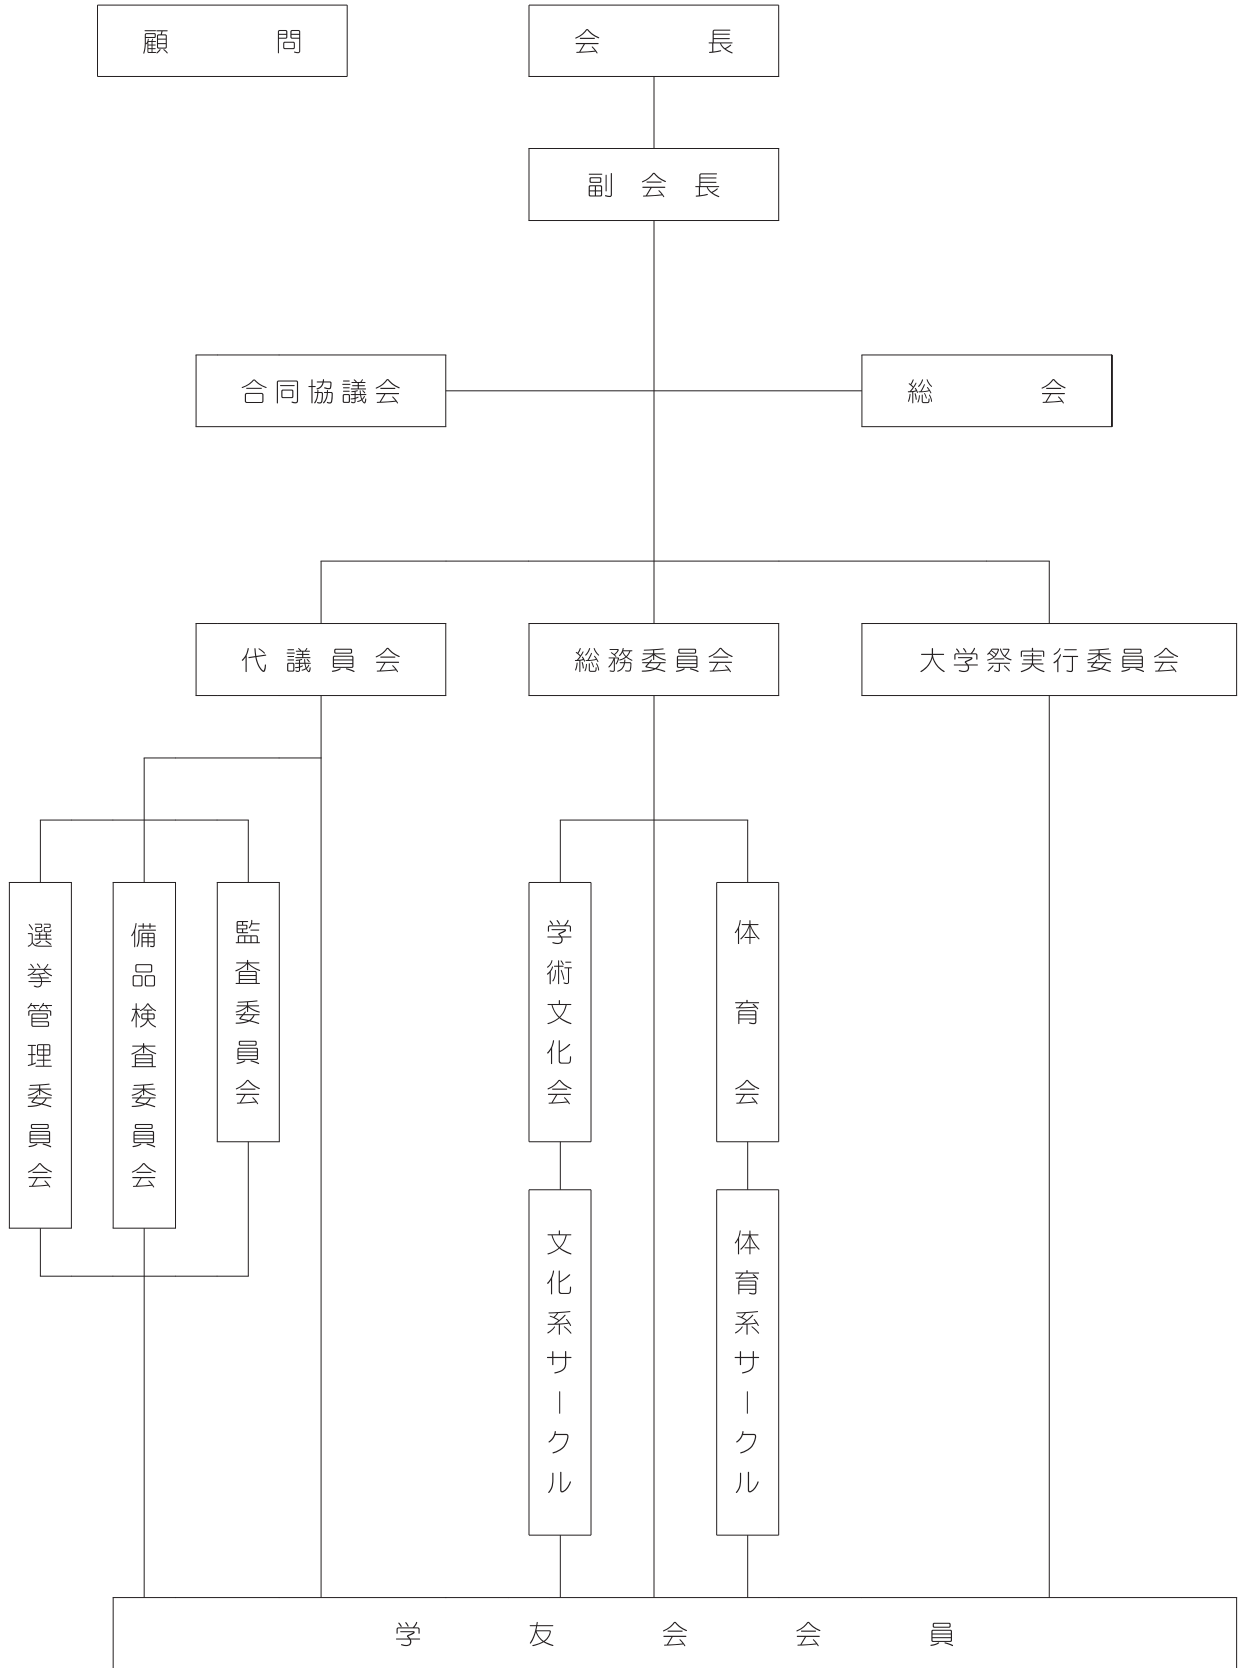 顧問
会長
副会長
合同協議会
総会
代議員会
総務委員会
大学祭実行委員会
選挙管理委員会
備品検査委員会
監査委員会
学術文化会
体育会
文化系サークル
体育系サークル
学友会会員